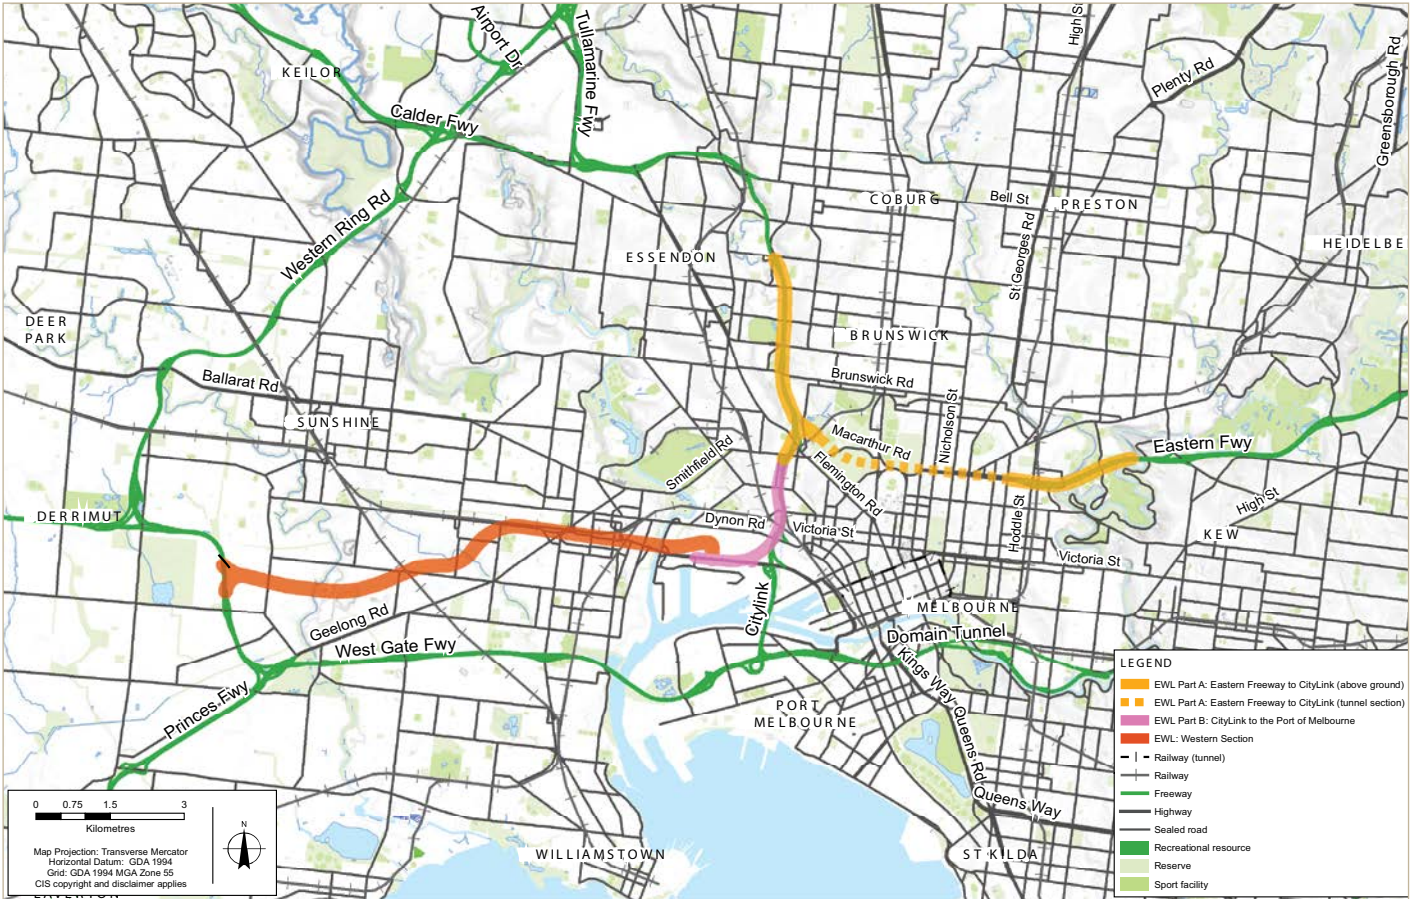 Airport Dr
Tullamarine Fwy
High St
Plenty Rd
Greensborough Rd
KEILOR
Calder Fwy
Western Ring Rd
COBURG
Bell St
PRESTON
St Georges Rd
HEIDELBE
ESSENDON
DEER
PARK
BRUNSWICK
Ballarat Rd
Brunswick Rd
Nicholson St
SUNSHINE
Macarthur Rd
Eastern Fwy
Smithfield Rd
Flemington Rd
High St
DERRIMUT
Dynon Rd
Victoria St
Hoddle St
KEW
Victoria St
Citylink
MELBOURNE
Geelong Rd
Domain Tunnel
West Gate Fwy
Kings Way
Princes Fwy
PORT
MELBOURNE
Queens Rd
Queens Way
WILLIAMSTOWN
ST KILDA
LEGEND
EWL Part A: Eastern Freeway to CityLink (above ground)
EWL Part A: Eastern Freeway to CityLink (tunnel section)
EWL Part B: CityLink to the Port of Melbourne
EWL: Western Section
Railway (tunnel)
Railway
Freeway
Highway
Sealed road
Recreational resource
Reserve
Sport facility
0 0.75 1.5 3
Kilometres
N
Map Projection: Transverse Mercator
Horizontal Datum: GDA 1994
Grid: GDA 1994 MGA Zone 55
CIS copyright and disclaimer applies